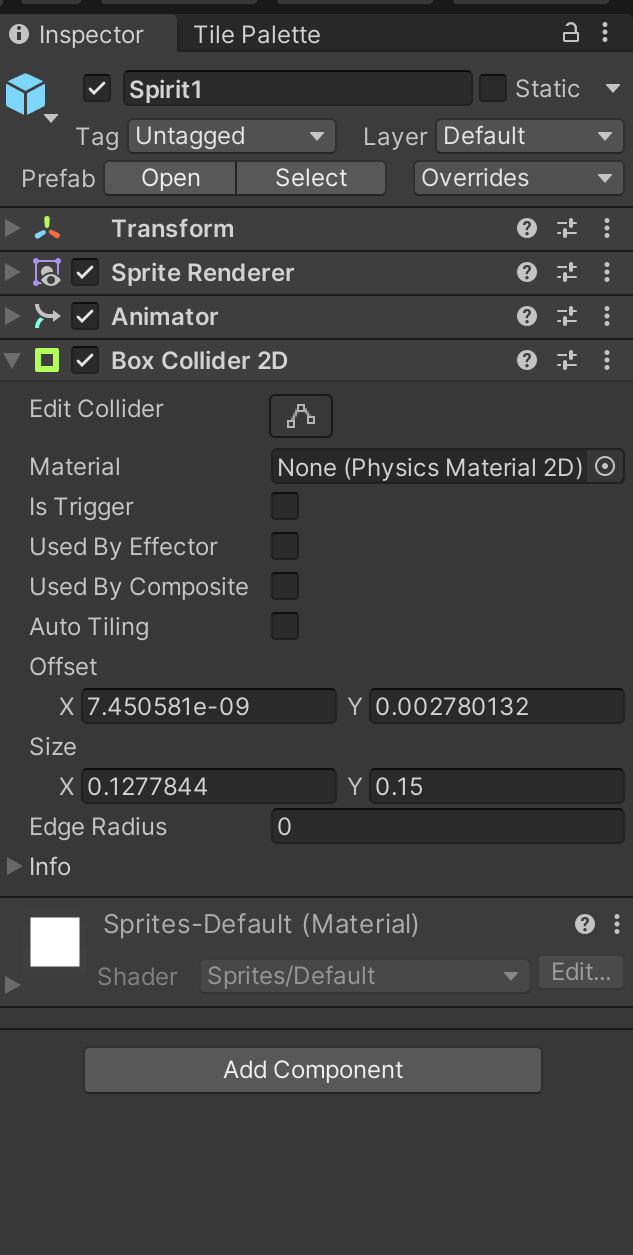 Inspector Tile Palette
Spirit1 Static
Tag Untagged Layer Default
Prefab Open Select Overrides
Transform
Sprite Renderer
Animator
Box Collider 2D
Edit Collider
Material None (Physics Material 2D)
Is Trigger
Used By Effector
Used By Composite
Auto Tiling
Offset
X 7.450581e-09 Y 0.002780132
Size
X 0.1277844 Y 0.15
Edge Radius 0
Info
Sprites-Default (Material)
Shader Sprites/Default Edit...
Add Component